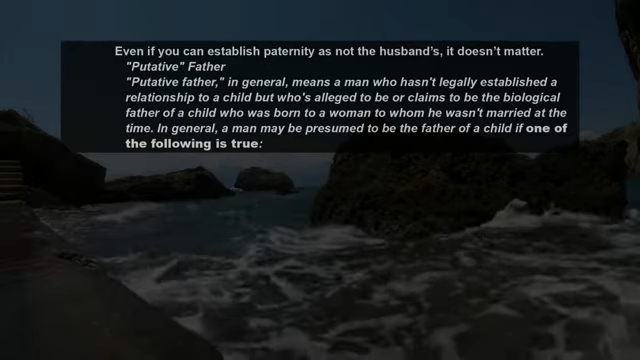 Even if you can establish paternity as not the husband's, it doesn't matter.
"Putative" Father
"Putative father," in general, means a man who hasn't legally established a
relationship to a child but who's alleged to be or claims to be the biological
father of a child who was born to a woman to whom he wasn't married at the
time. In general, a man may be presumed to be the father of a child if one of
the following is true: